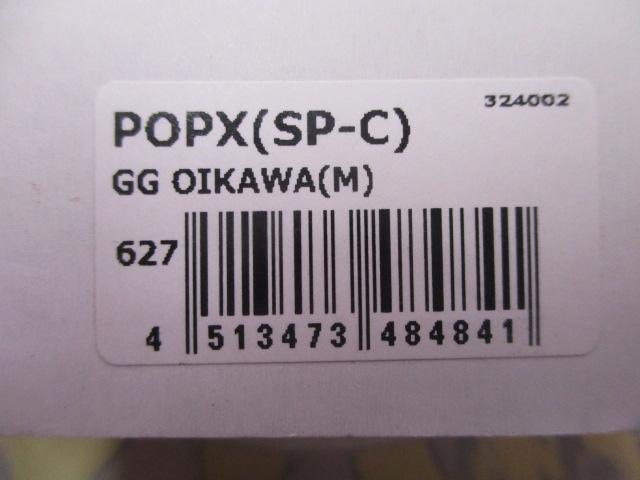 324002
POPX(SP-C)
GG OIKAWA(M)
627
4 513473 484841